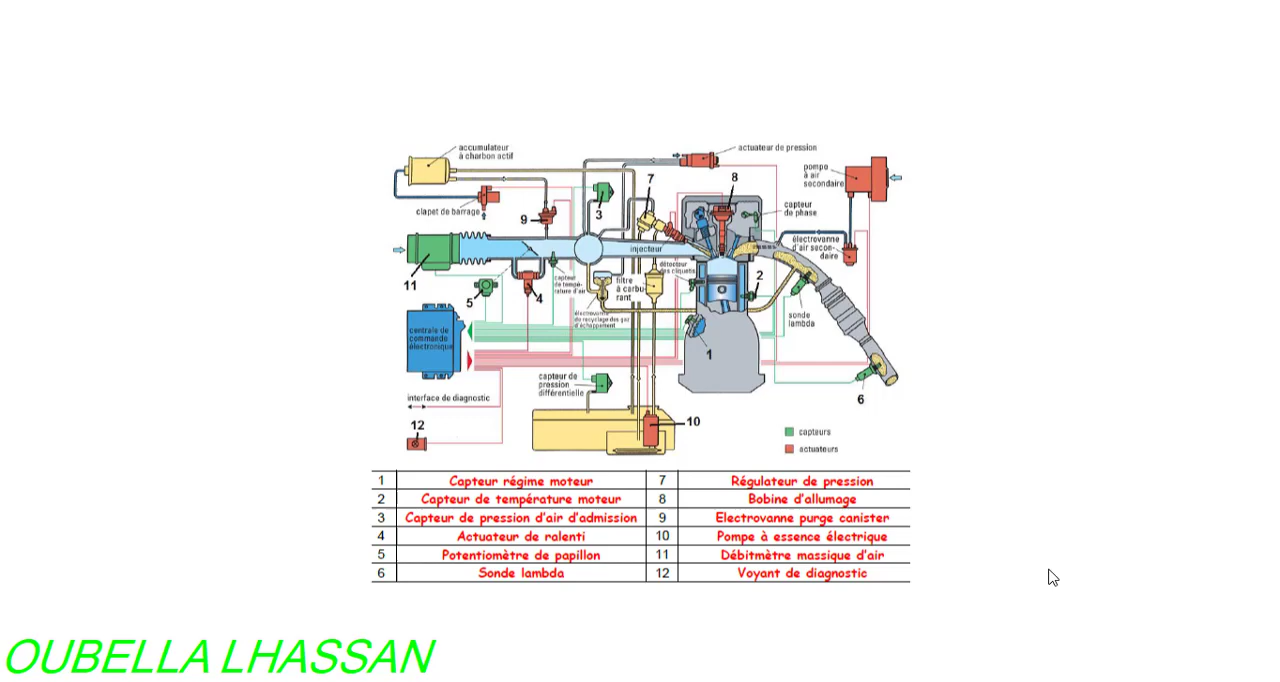 accumulateur
à charbon actif
actuateur de pression
pompe
à air
secondaire
7
8
clapet de barrage
9
3
capteur
de phase
électrovanne
d'air secon-
daire
injecteur
détecteur
des cliquetis
11
5
4
capteur
de tempé-
rature d'air
filtre
à carbu-
rant
2
électrovanne
de recyclage des gaz
d'échappement
sonde
lambda
centrale de
commande
électronique
1
capteur de
pression
différentielle
6
interface de diagnostic
12
10
capteurs
actuateurs
1 Capteur régime moteur 7 Régulateur de pression
2 Capteur de température moteur 8 Bobine d'allumage
3 Capteur de pression d'air d'admission 9 Electrovanne purge canister
4 Actuateur de ralenti 10 Pompe à essence électrique
5 Potentiomètre de papillon 11 Débitmètre massique d'air
6 Sonde lambda 12 Voyant de diagnostic
OUBELLA LHASSAN